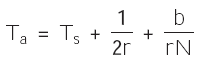 Tₐ = Tₛ + 1/2r + b/rN